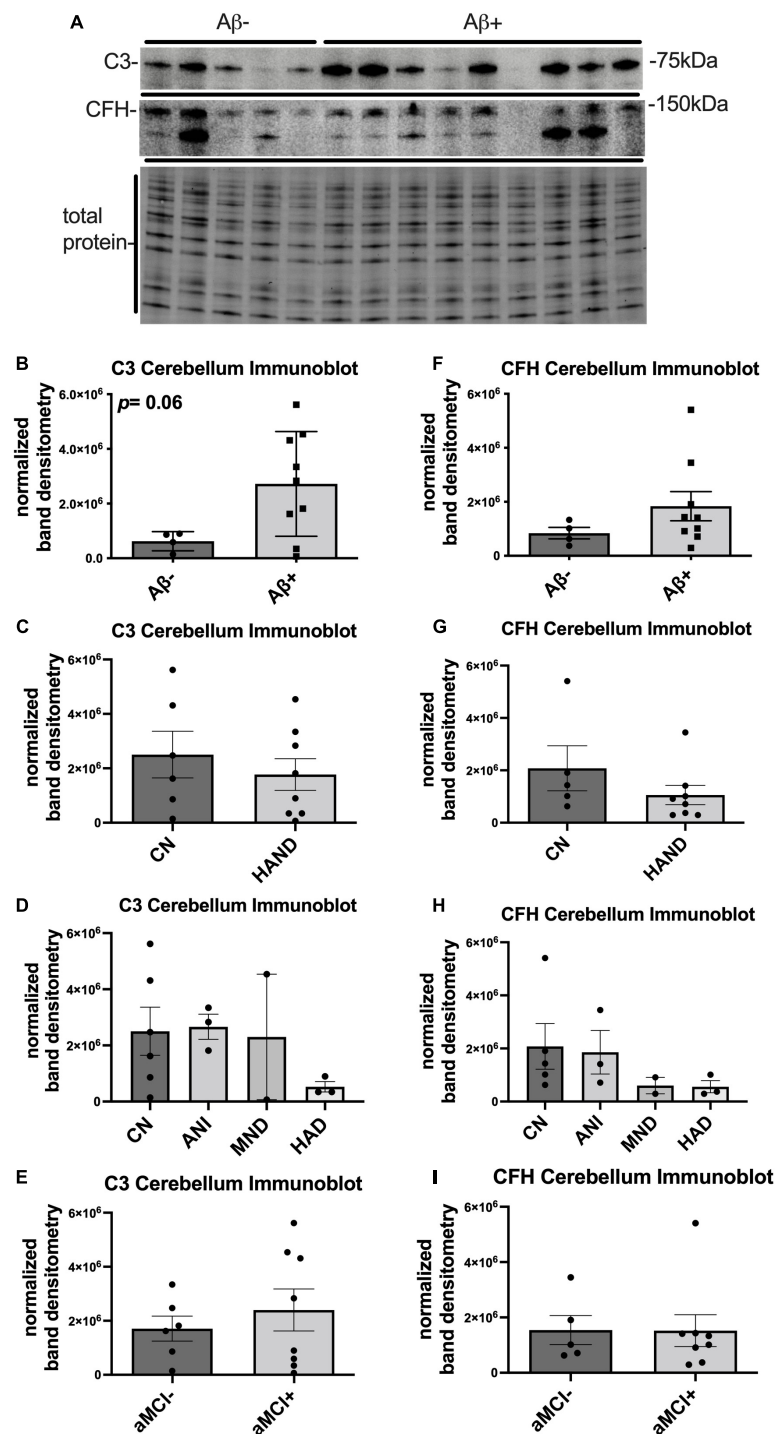 A
Aβ- Aβ+
C3- -75kDa
CFH- -150kDa
total
protein-
B
C3 Cerebellum Immunoblot
normalized
band densitometry
6.0×10⁶
4.0×10⁶
2.0×10⁶
0.0
p= 0.06
Aβ- Aβ+
F
CFH Cerebellum Immunoblot
normalized
band densitometry
6×10⁶
4×10⁶
2×10⁶
0
Aβ- Aβ+
C
C3 Cerebellum Immunoblot
normalized
band densitometry
6×10⁶
4×10⁶
2×10⁶
0
CN HAND
G
CFH Cerebellum Immunoblot
normalized
band densitometry
6×10⁶
4×10⁶
2×10⁶
0
CN HAND
D
C3 Cerebellum Immunoblot
normalized
band densitometry
6×10⁶
4×10⁶
2×10⁶
0
CN ANI MND HAD
H
CFH Cerebellum Immunoblot
normalized
band densitometry
6×10⁶
4×10⁶
2×10⁶
0
CN ANI MND HAD
E
C3 Cerebellum Immunoblot
normalized
band densitometry
6×10⁶
4×10⁶
2×10⁶
0
aMCI- aMCI+
I
CFH Cerebellum Immunoblot
normalized
band densitometry
6×10⁶
4×10⁶
2×10⁶
0
aMCI- aMCI+